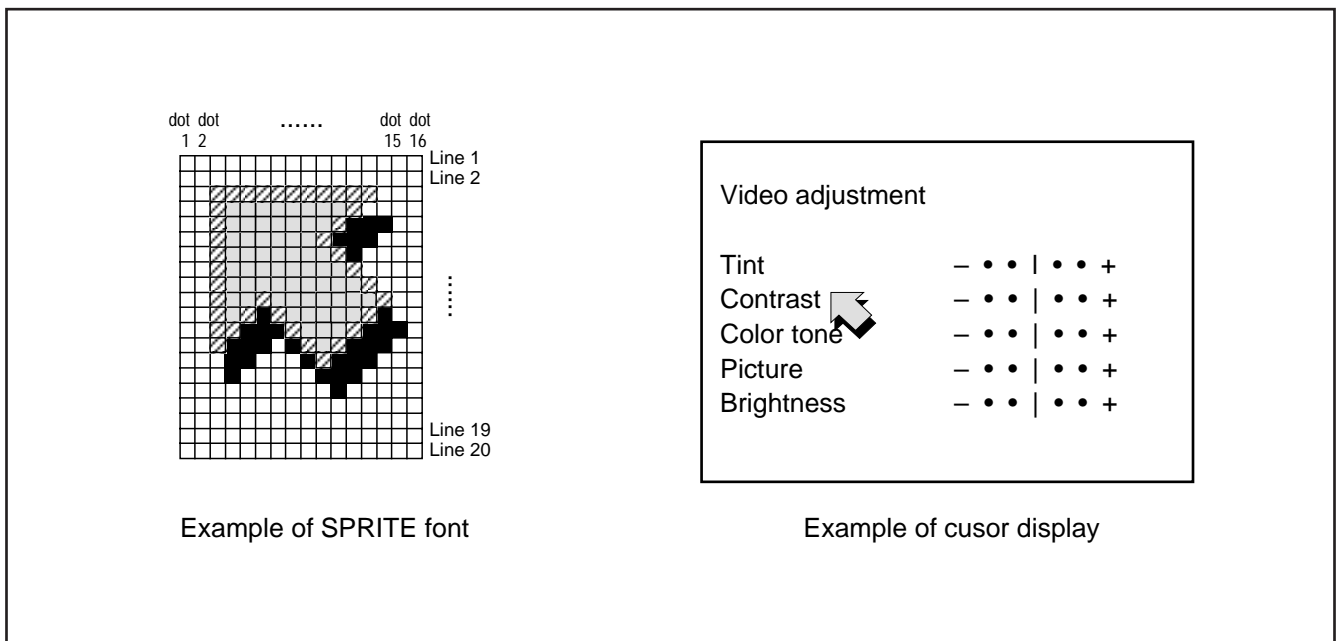 dot dot ...... dot dot
1 2 15 16
Line 1
Line 2
......
Line 19
Line 20
Example of SPRITE font
Video adjustment
Tint – • • | • • +
Contrast – • • | • • +
Color tone – • • | • • +
Picture – • • | • • +
Brightness – • • | • • +
Example of cusor display